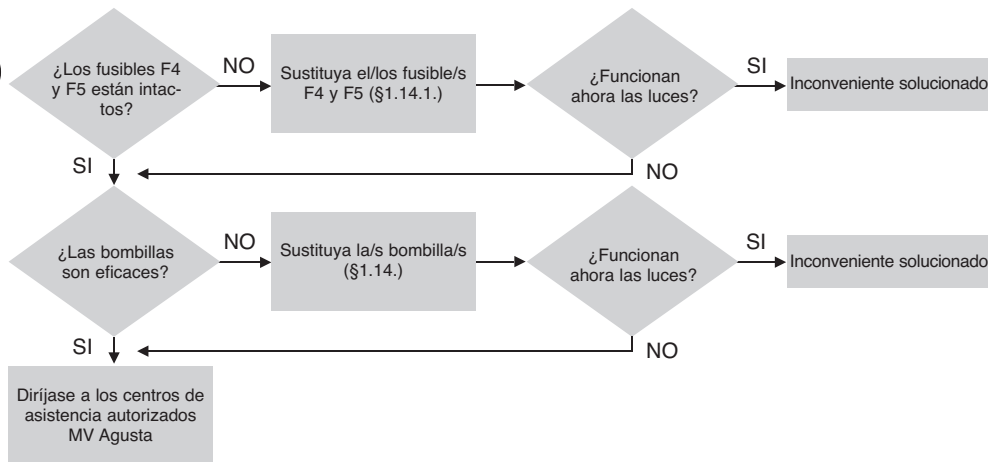 ¿Los fusibles F4
y F5 están intac-
tos?
NO
Sustituya el/los fusible/s
F4 y F5 (§1.14.1.)
¿Funcionan
ahora las luces?
SI
Inconveniente solucionado
SI
NO
¿Las bombillas
son eficaces?
NO
Sustituya la/s bombilla/s
(§1.14.)
¿Funcionan
ahora las luces?
SI
Inconveniente solucionado
SI
NO
Diríjase a los centros de
asistencia autorizados
MV Agusta